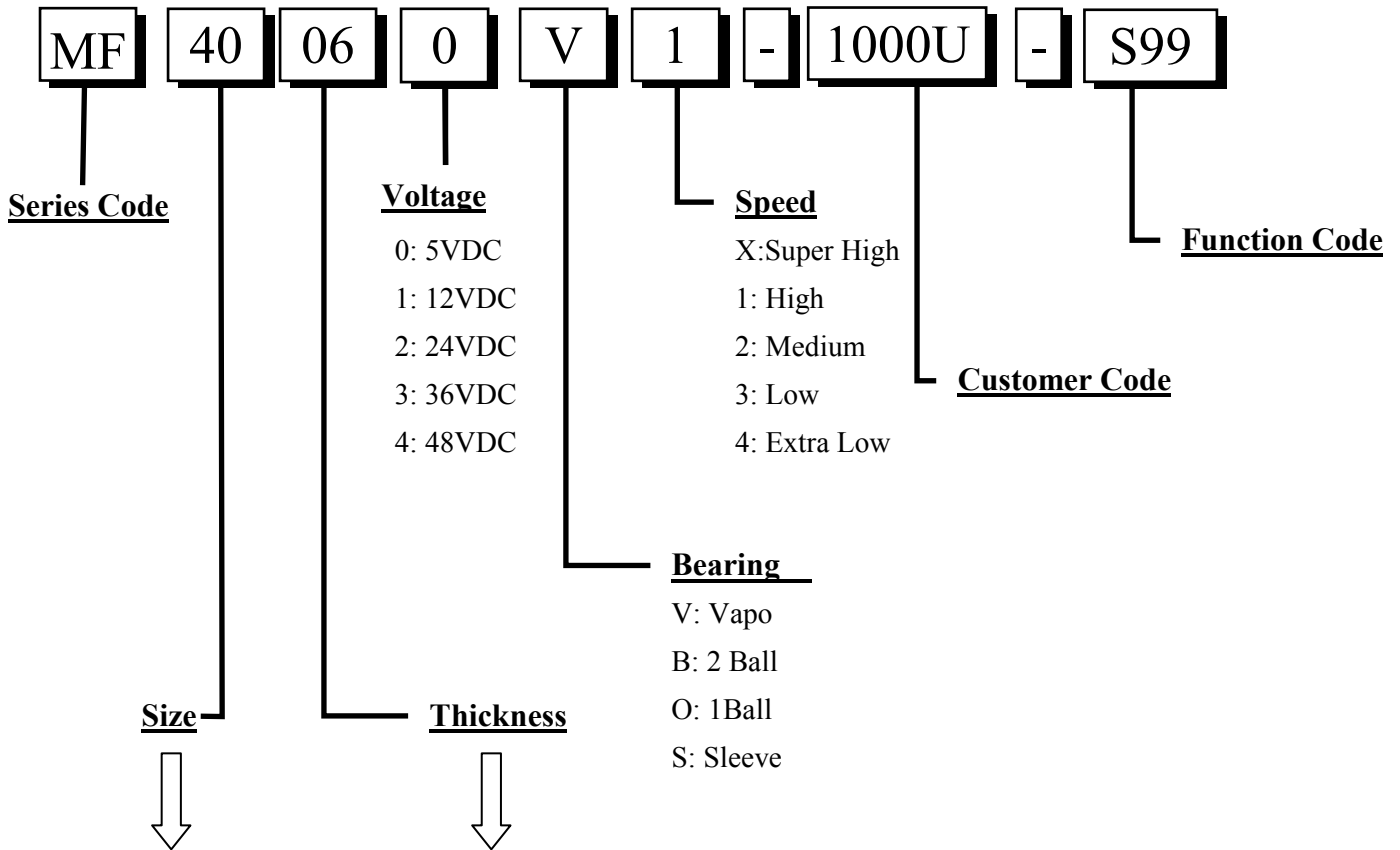 MF 40 06 0 V 1 - 1000U - S99
Series Code
Voltage
0: 5VDC
1: 12VDC
2: 24VDC
3: 36VDC
4: 48VDC
Speed
X:Super High
1: High
2: Medium
3: Low
4: Extra Low
Function Code
Customer Code
Bearing
V: Vapo
B: 2 Ball
O: 1Ball
S: Sleeve
Size
Thickness